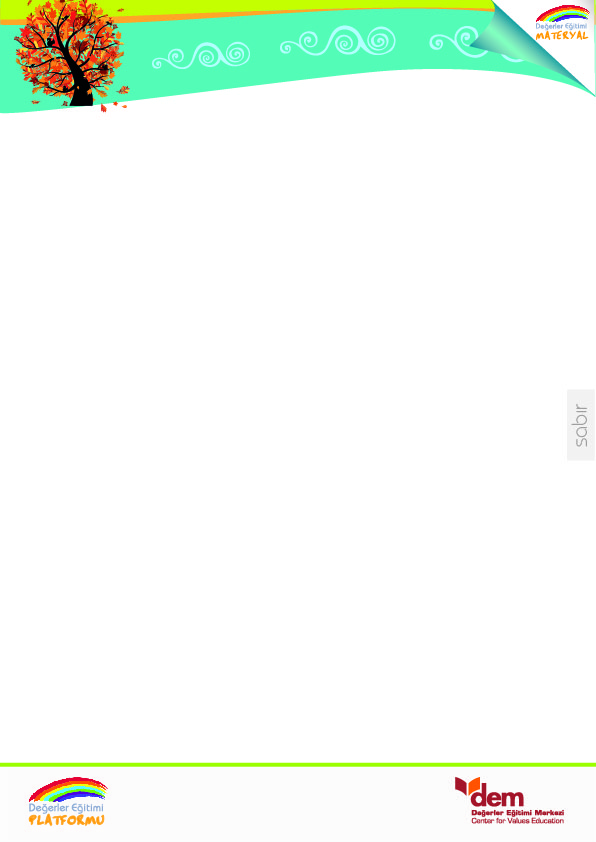 Değerler Eğitimi
MATERYAL
sabır
Değerler Eğitimi
PLATFORMU
dem
Değerler Eğitimi Merkezi
Center for Values Education